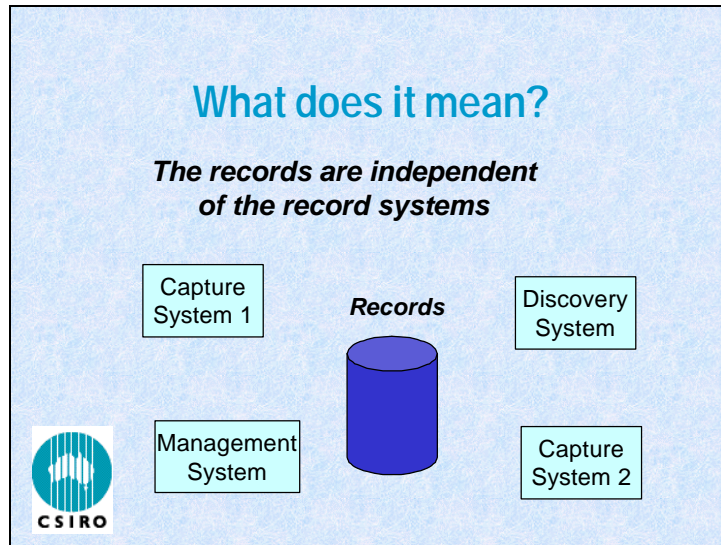 What does it mean?
The records are independent
of the record systems
Capture
System 1
Records
Discovery
System
Management
System
Capture
System 2
CSIRO